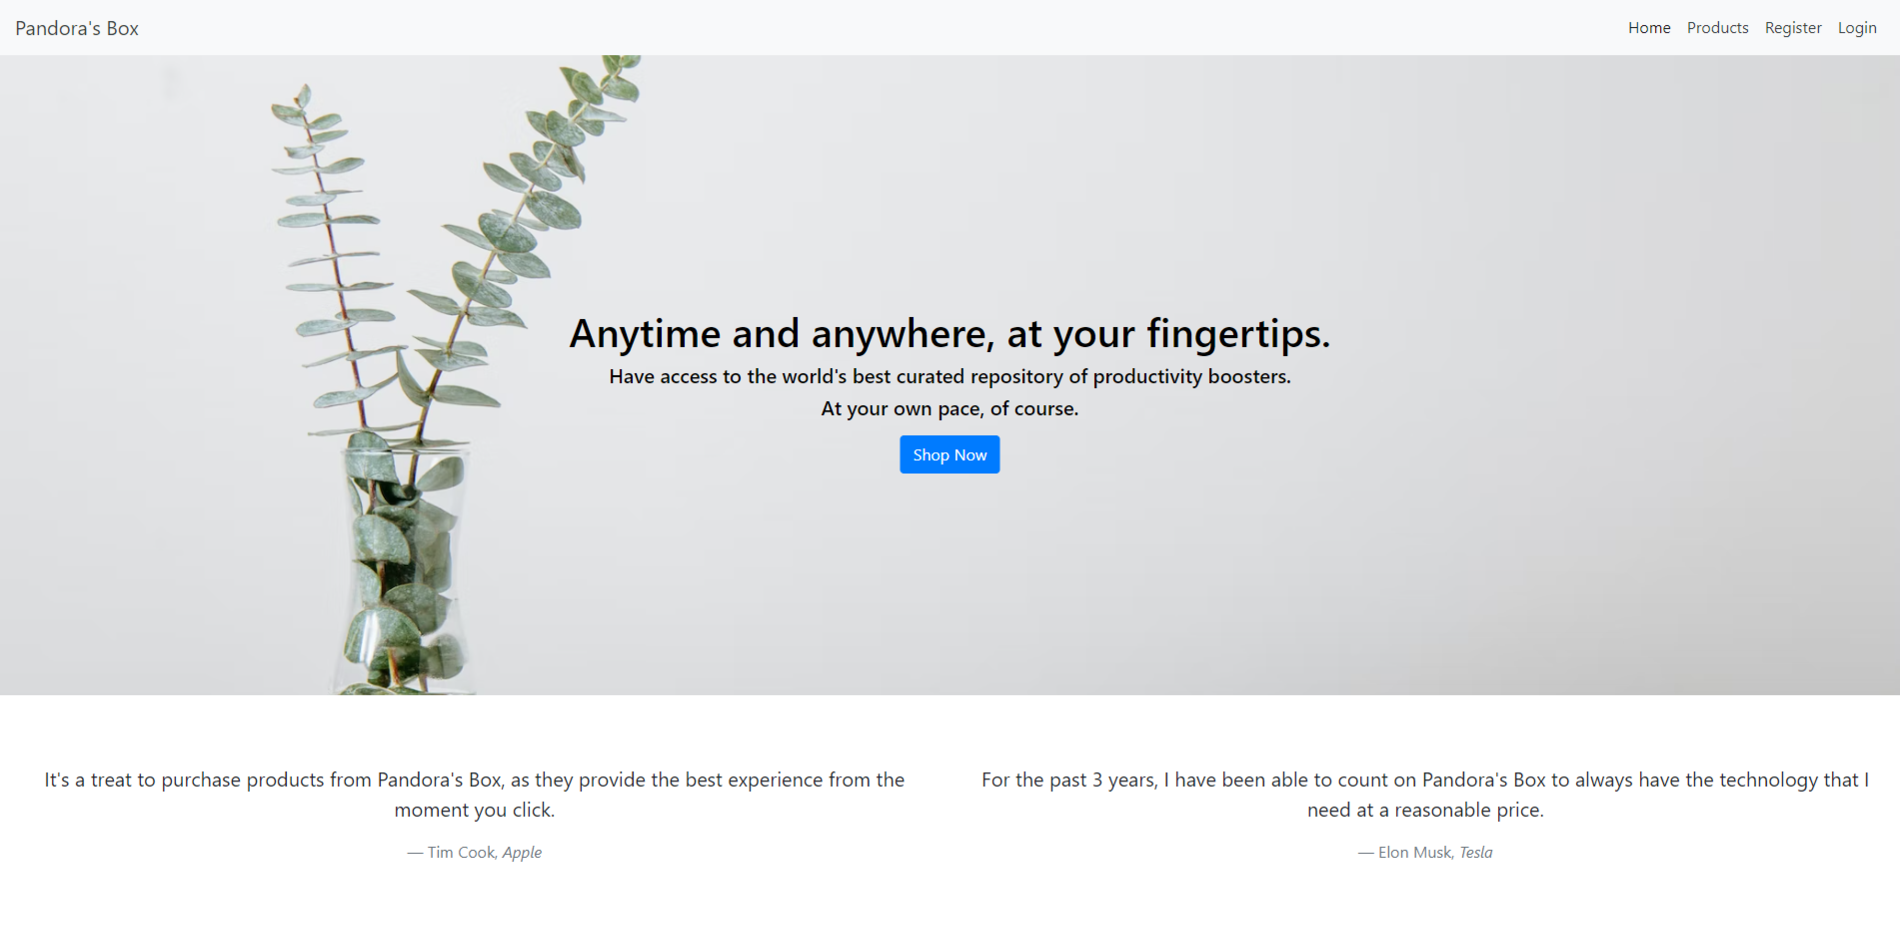 Pandora's Box
Home Products Register Login
Anytime and anywhere, at your fingertips.
Have access to the world's best curated repository of productivity boosters.
At your own pace, of course.
Shop Now
It's a treat to purchase products from Pandora's Box, as they provide the best experience from the
moment you click.
— Tim Cook, Apple
For the past 3 years, I have been able to count on Pandora's Box to always have the technology that I
need at a reasonable price.
— Elon Musk, Tesla